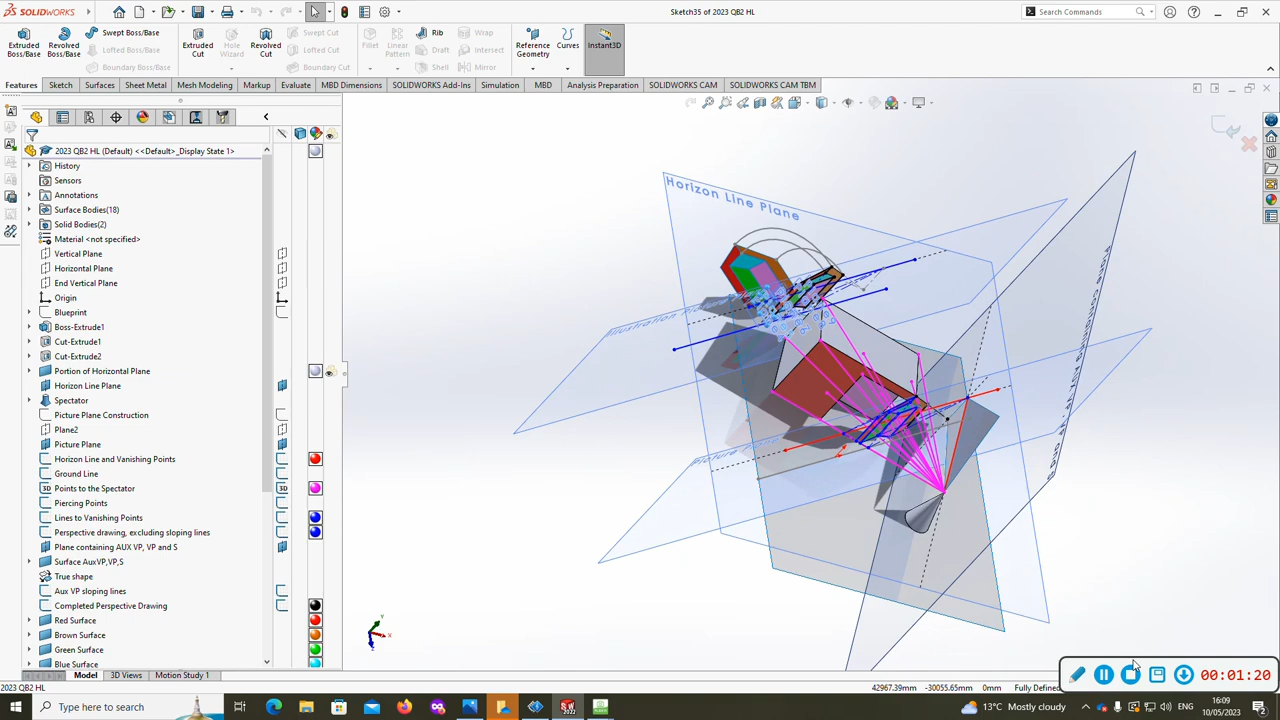 SOLIDWORKS
Sketch35 of 2023 QB2 HL
Search Commands
Extruded Boss/Base
Revolved Boss/Base
Swept Boss/Base
Lofted Boss/Base
Boundary Boss/Base
Extruded Cut
Hole Wizard
Revolved Cut
Swept Cut
Lofted Cut
Boundary Cut
Fillet
Linear Pattern
Rib
Draft
Shell
Wrap
Intersect
Mirror
Reference Geometry
Curves
Instant3D
Features
Sketch
Surfaces
Sheet Metal
Mesh Modeling
Markup
Evaluate
MBD Dimensions
SOLIDWORKS Add-Ins
Simulation
MBD
Analysis Preparation
SOLIDWORKS CAM
SOLIDWORKS CAM TBM
2023 QB2 HL (Default) <<Default>_Display State 1>
History
Sensors
Annotations
Surface Bodies(18)
Solid Bodies(2)
Material <not specified>
Vertical Plane
Horizontal Plane
End Vertical Plane
Origin
Blueprint
Boss-Extrude1
Cut-Extrude1
Cut-Extrude2
Portion of Horizontal Plane
Horizon Line Plane
Spectator
Picture Plane Construction
Plane2
Picture Plane
Horizon Line and Vanishing Points
Ground Line
3D Points to the Spectator 3D
Piercing Points
Lines to Vanishing Points
Perspective drawing, excluding sloping lines
Plane containing AUX VP, VP and S
Surface AuxVP,VP,S
True shape
Aux VP sloping lines
Completed Perspective Drawing
Red Surface
Brown Surface
Green Surface
Blue Surface
Horizon Line Plane
Model
3D Views
Motion Study 1
2023 QB2 HL
42967.39mm
-30055.65mm
0mm
Fully Defined
00:01:20
Type here to search
13°C Mostly cloudy
ENG
16:09
10/05/2023